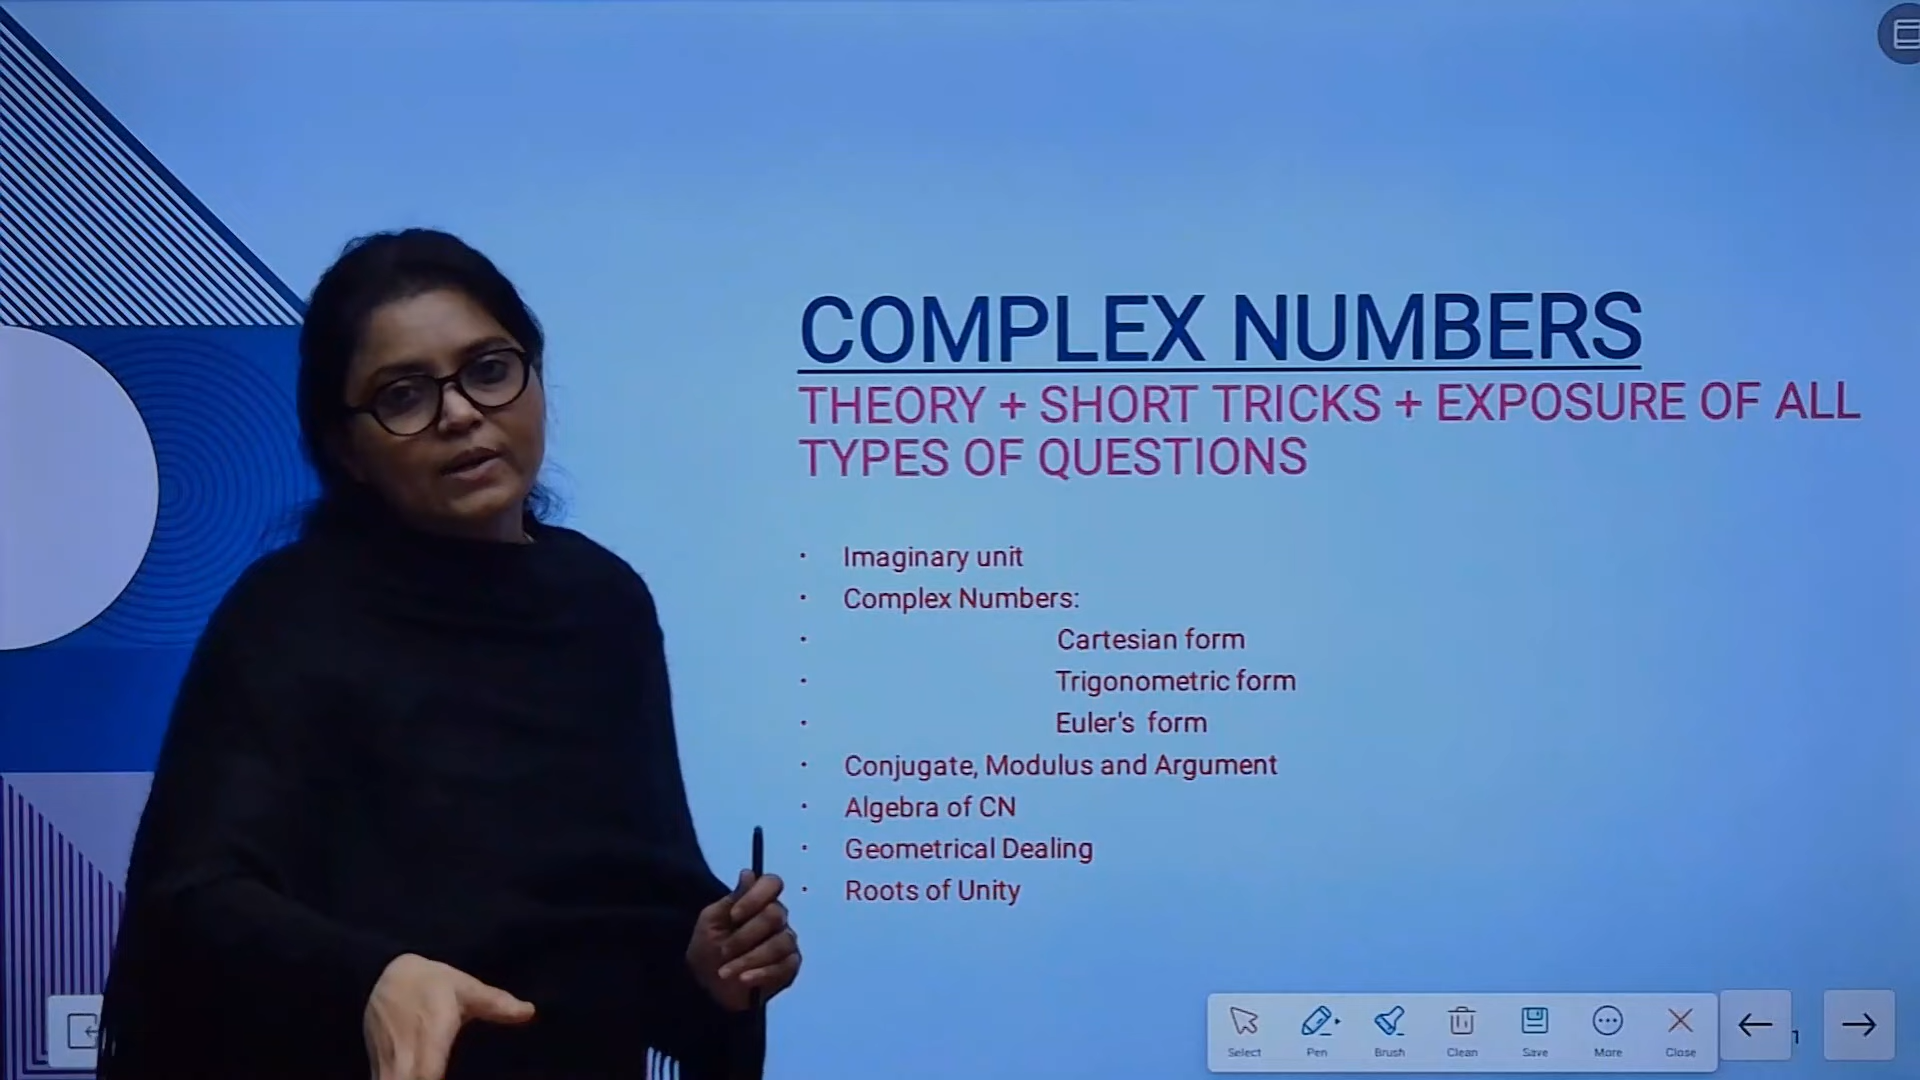 COMPLEX NUMBERS
THEORY + SHORT TRICKS + EXPOSURE OF ALL
TYPES OF QUESTIONS
· Imaginary unit
· Complex Numbers:
· Cartesian form
· Trigonometric form
· Euler's form
· Conjugate, Modulus and Argument
· Algebra of CN
· Geometrical Dealing
· Roots of Unity
Select Pen Brush Clean Save More Close 1